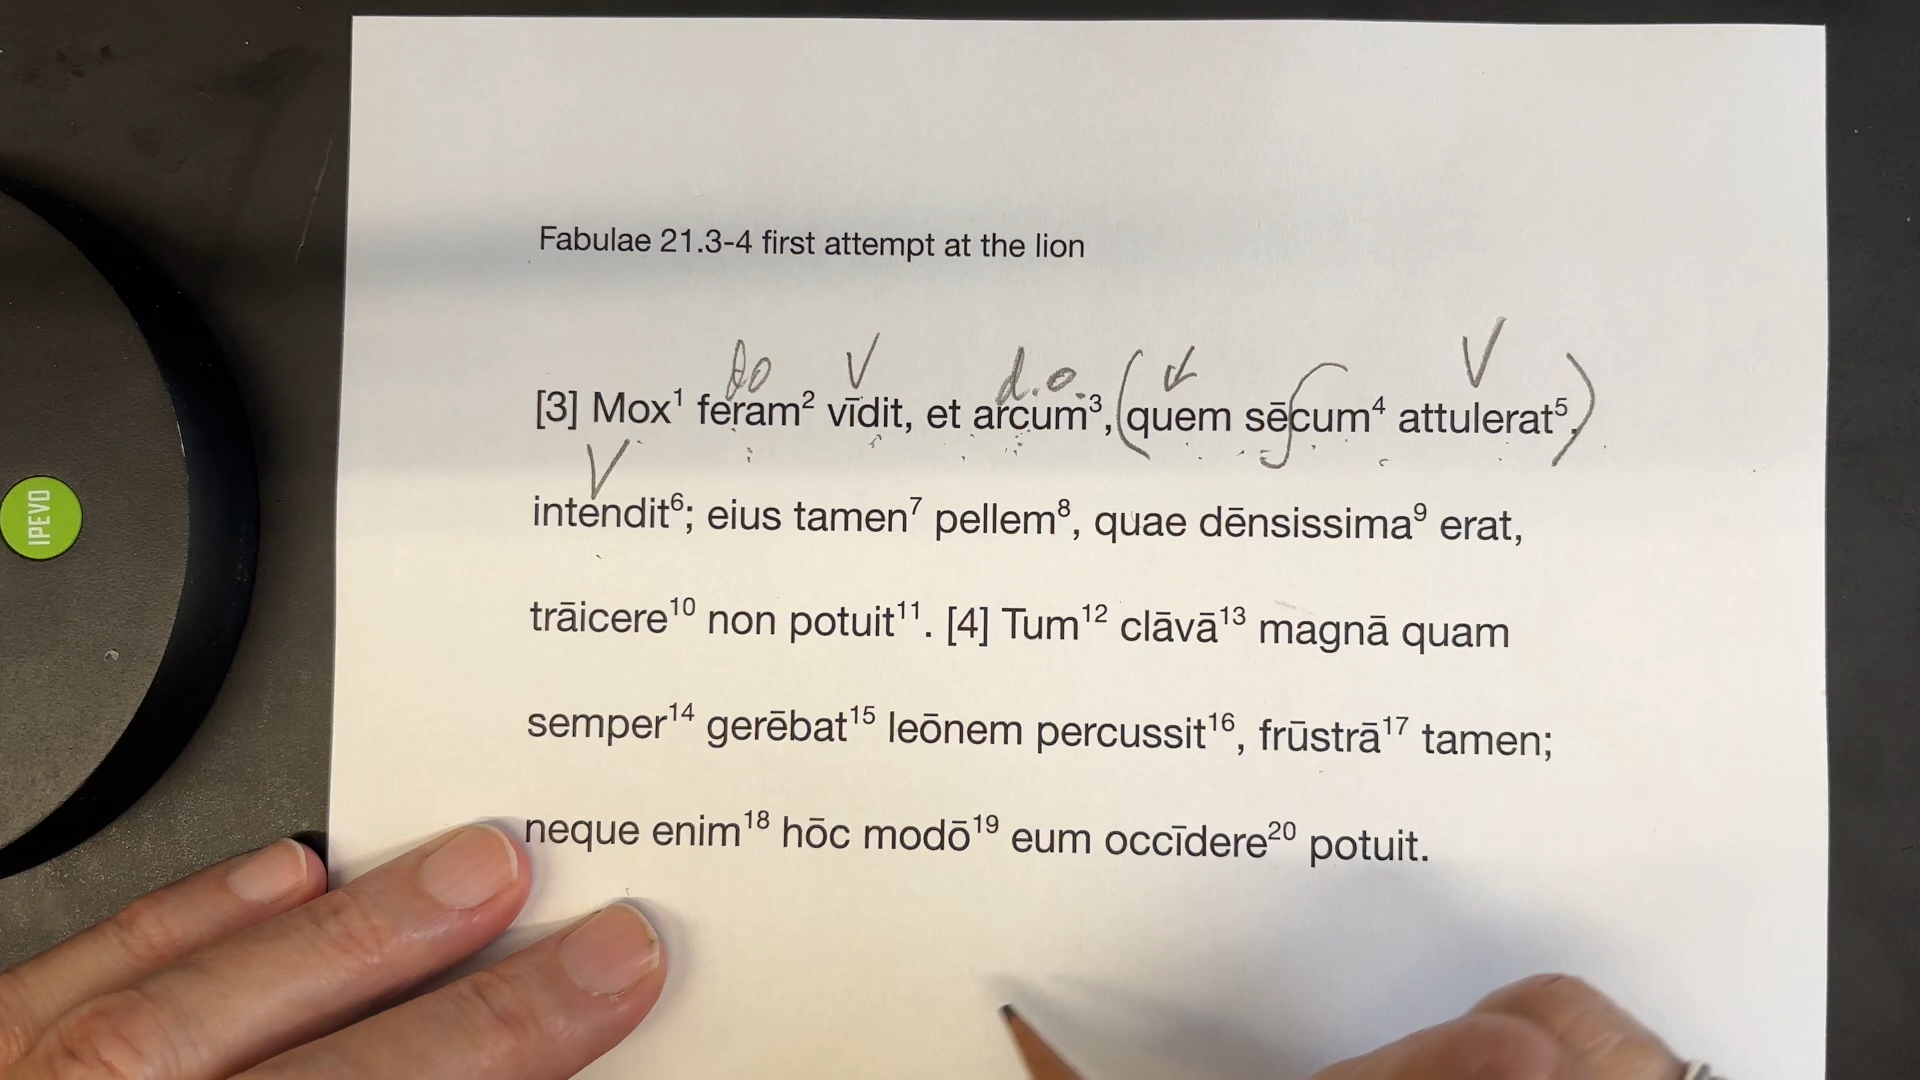 Fabulae 21.3-4 first attempt at the lion
do V d.o. V
[3] Mox¹ feram² vīdit, et arcum³, (quem sēcum⁴ attulerat⁵,)
V
intendit⁶; eius tamen⁷ pellem⁸, quae dēnsissima⁹ erat,
trāicere¹⁰ non potuit¹¹. [4] Tum¹² clāvā¹³ magnā quam
semper¹⁴ gerēbat¹⁵ leōnem percussit¹⁶, frūstrā¹⁷ tamen;
neque enim¹⁸ hōc modō¹⁹ eum occīdere²⁰ potuit.
IPEVO